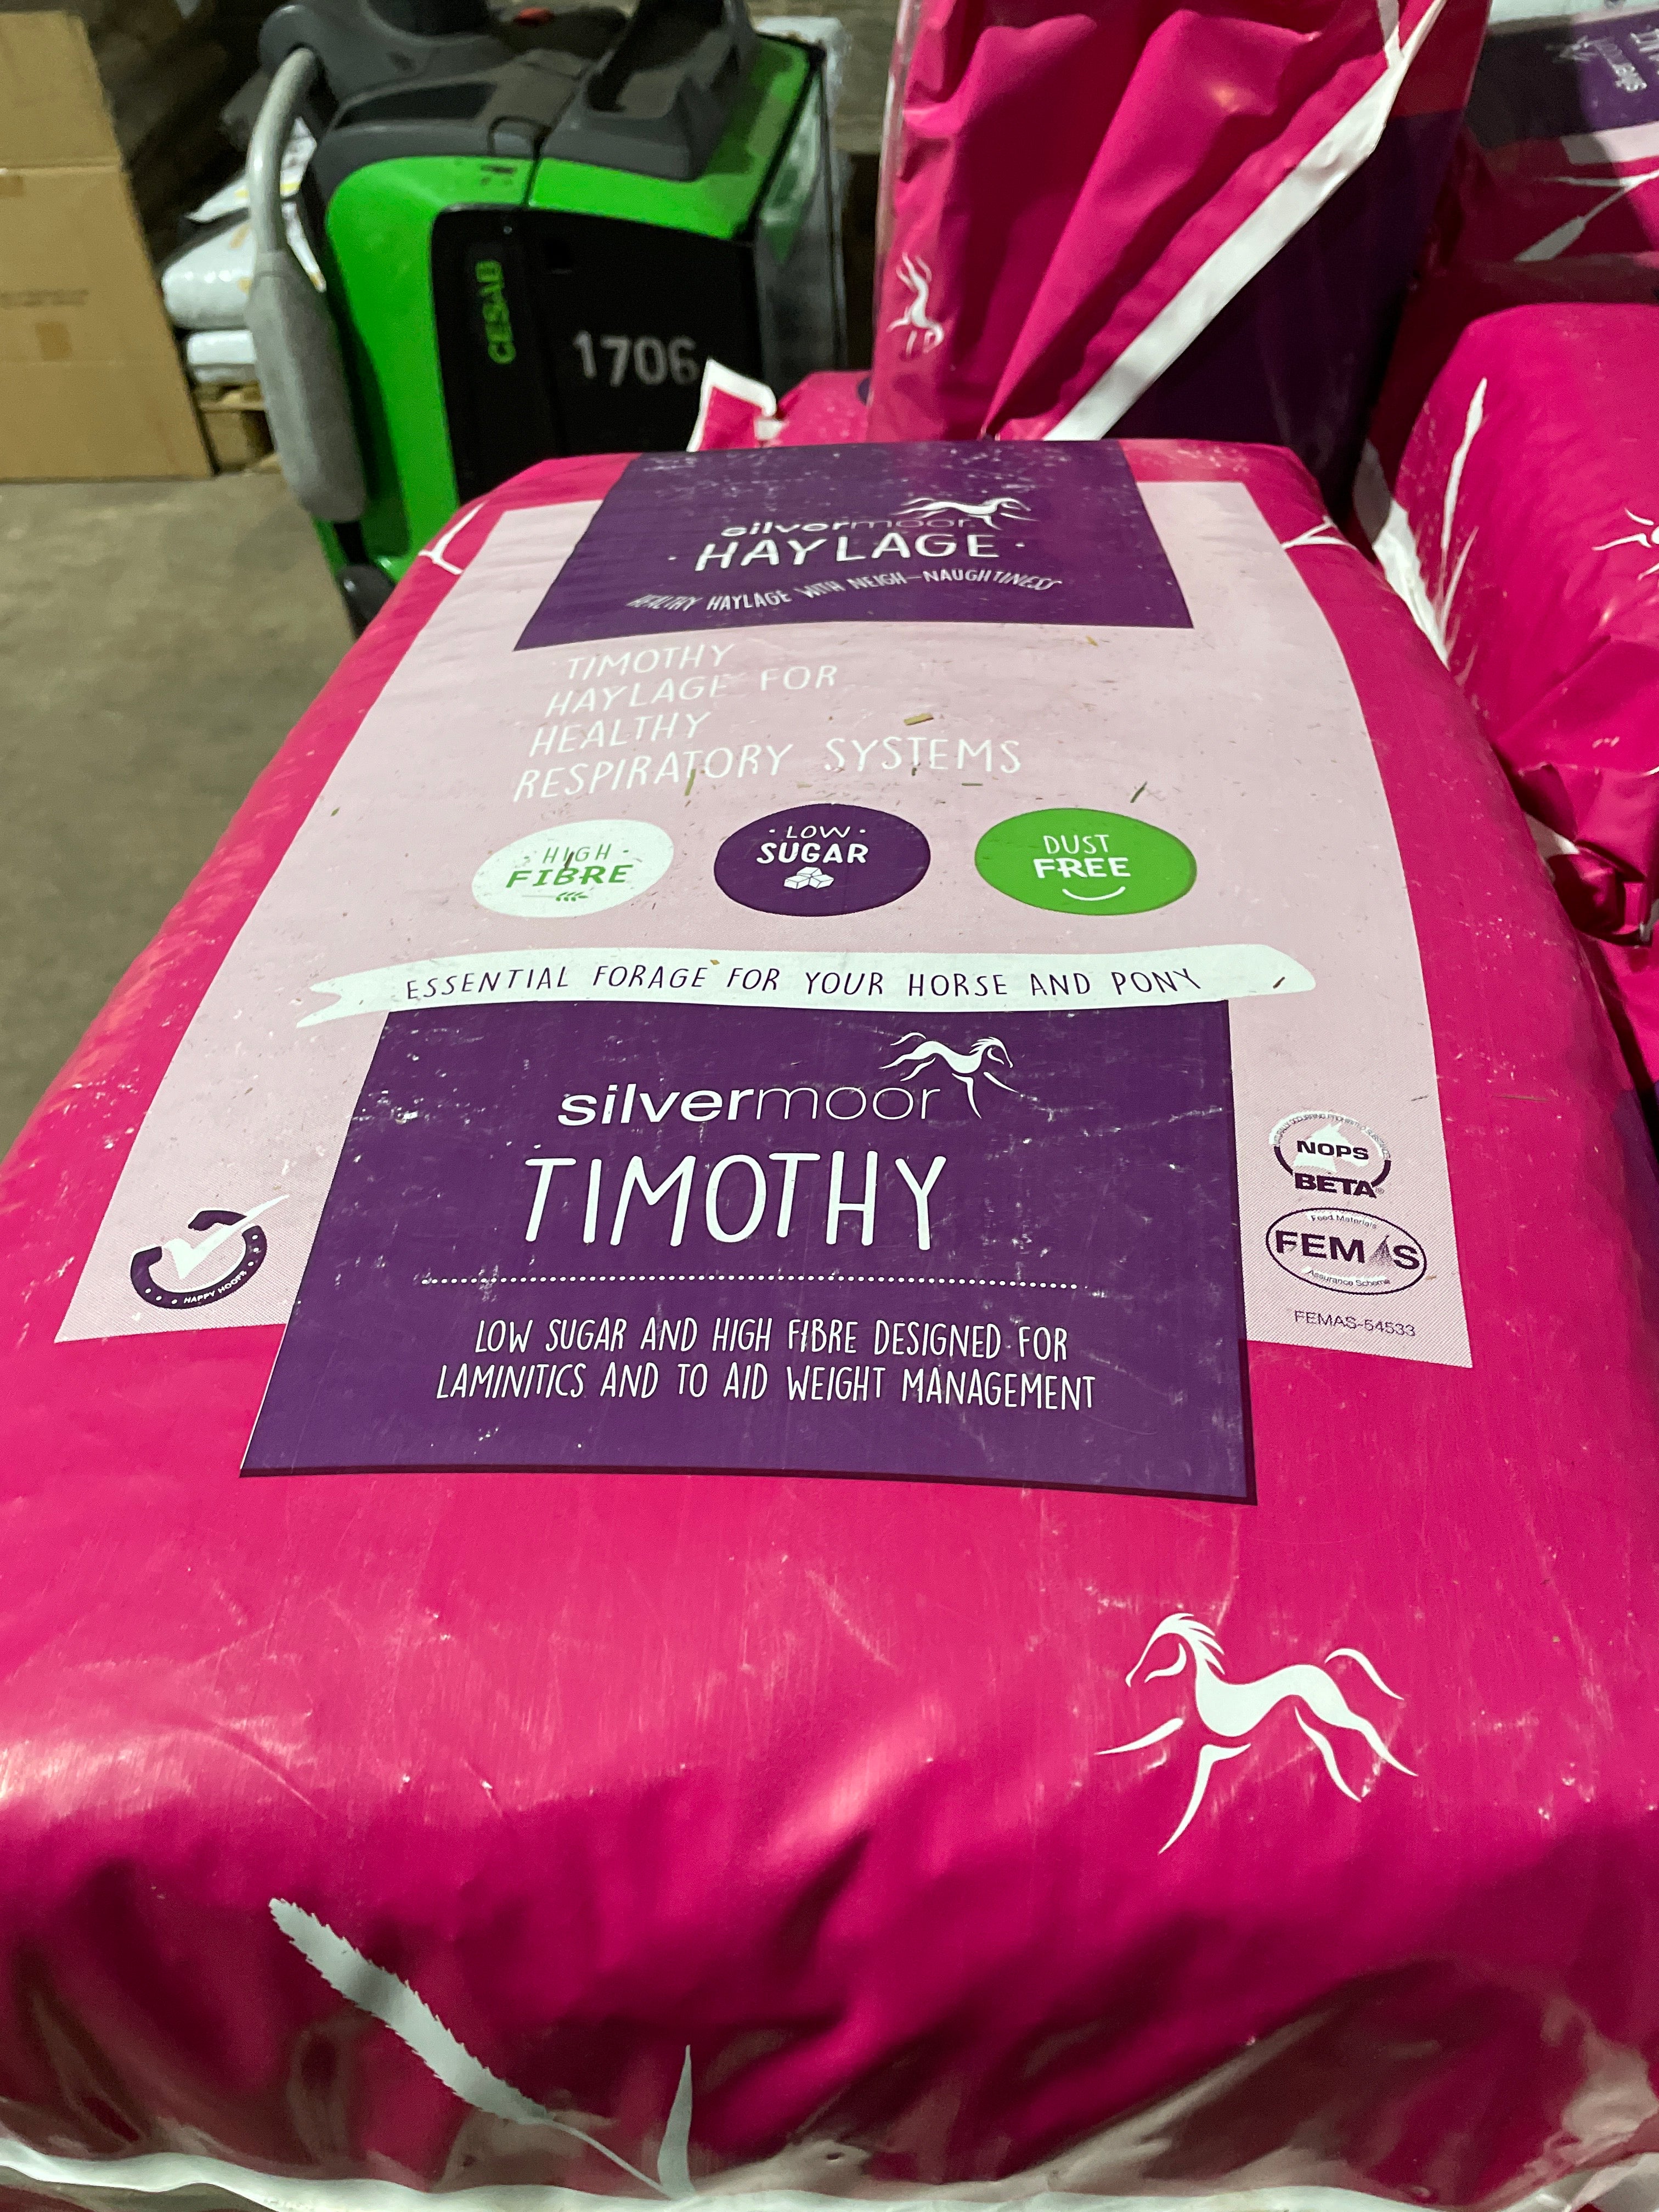 CESAB
1706
silvermoor
· HAYLAGE ·
HEALTHY HAYLAGE WITH NEIGH-NAUGHTINESS
TIMOTHY
HAYLAGE FOR
HEALTHY
RESPIRATORY SYSTEMS
· HIGH ·
FIBRE
· LOW ·
SUGAR
DUST
FREE
ESSENTIAL FORAGE FOR YOUR HORSE AND PONY
silvermoor
TIMOTHY
LOW SUGAR AND HIGH FIBRE DESIGNED FOR
LAMINITICS AND TO AID WEIGHT MANAGEMENT
HAPPY HOOFS
NOPS
BETA®
Feed Materials
FEMAS
Assurance Scheme
FEMAS-54533